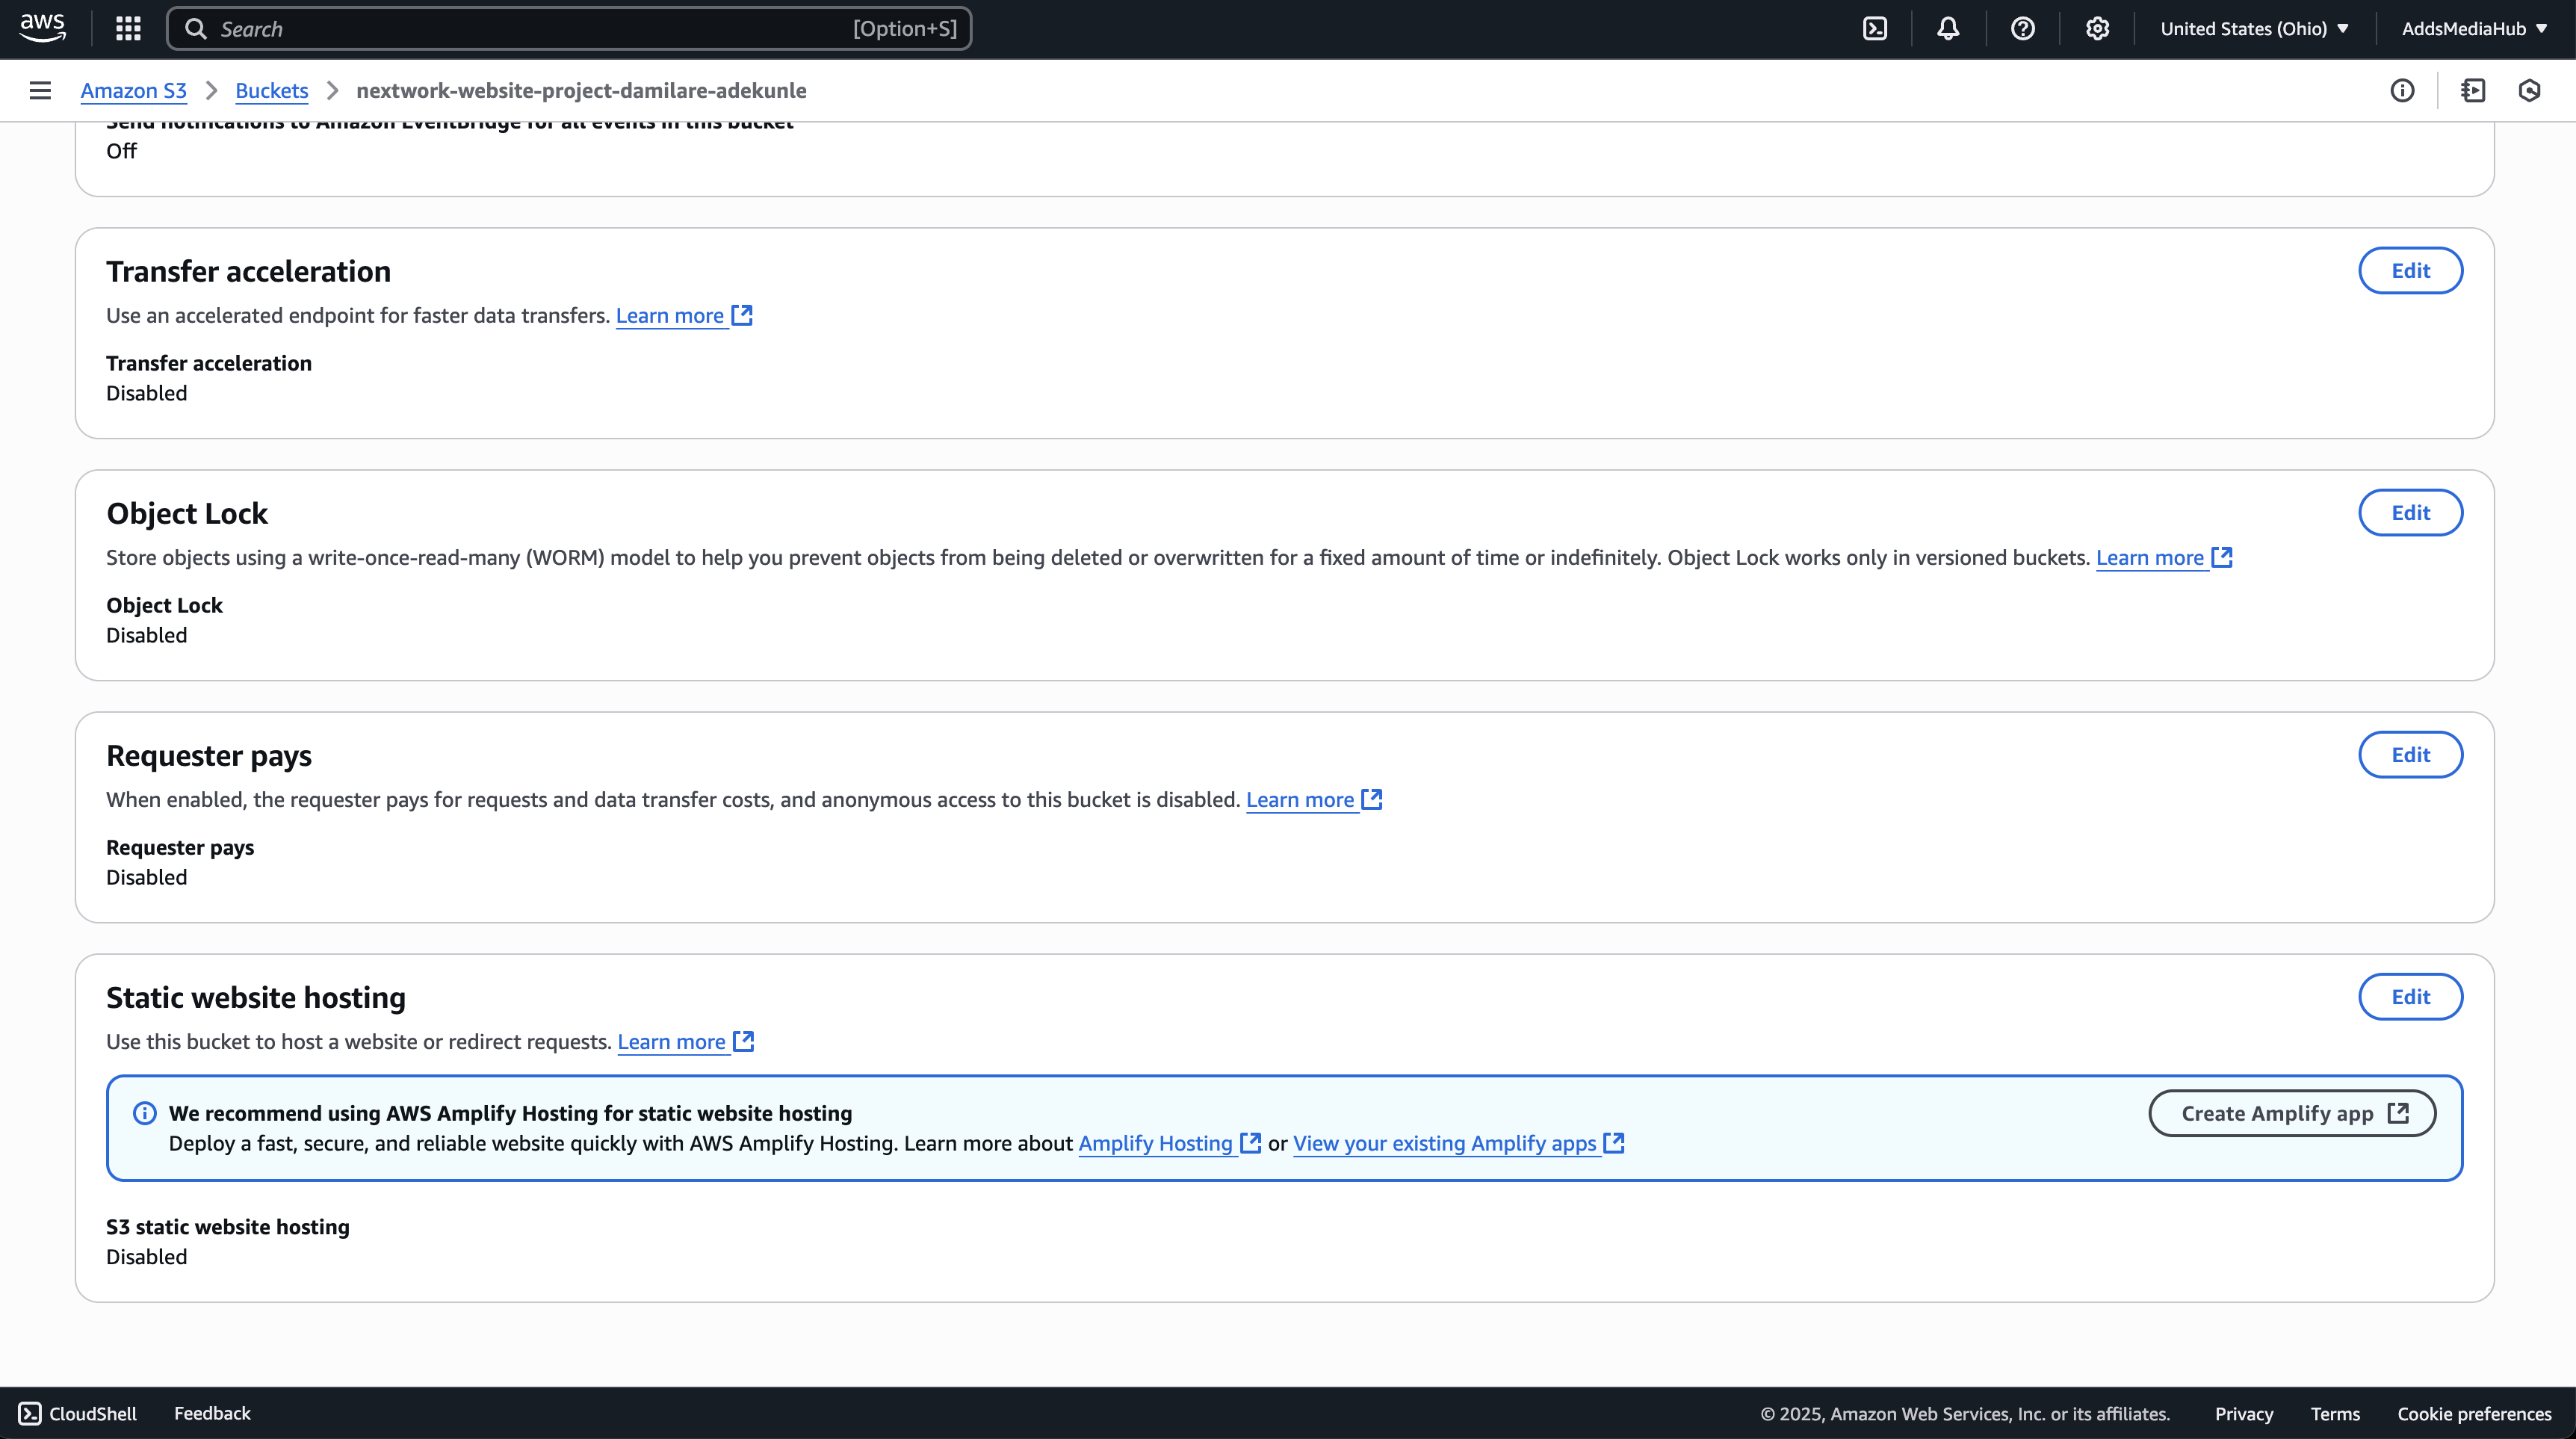 aws
Search [Option+S]
United States (Ohio)
AddsMediaHub
Amazon S3 > Buckets > nextwork-website-project-damilare-adekunle
Send notifications to Amazon EventBridge for all events in this bucket
Off
Transfer acceleration
Edit
Use an accelerated endpoint for faster data transfers. Learn more
Transfer acceleration
Disabled
Object Lock
Edit
Store objects using a write-once-read-many (WORM) model to help you prevent objects from being deleted or overwritten for a fixed amount of time or indefinitely. Object Lock works only in versioned buckets. Learn more
Object Lock
Disabled
Requester pays
Edit
When enabled, the requester pays for requests and data transfer costs, and anonymous access to this bucket is disabled. Learn more
Requester pays
Disabled
Static website hosting
Edit
Use this bucket to host a website or redirect requests. Learn more
We recommend using AWS Amplify Hosting for static website hosting
Create Amplify app
Deploy a fast, secure, and reliable website quickly with AWS Amplify Hosting. Learn more about Amplify Hosting or View your existing Amplify apps
S3 static website hosting
Disabled
CloudShell
Feedback
© 2025, Amazon Web Services, Inc. or its affiliates.
Privacy
Terms
Cookie preferences